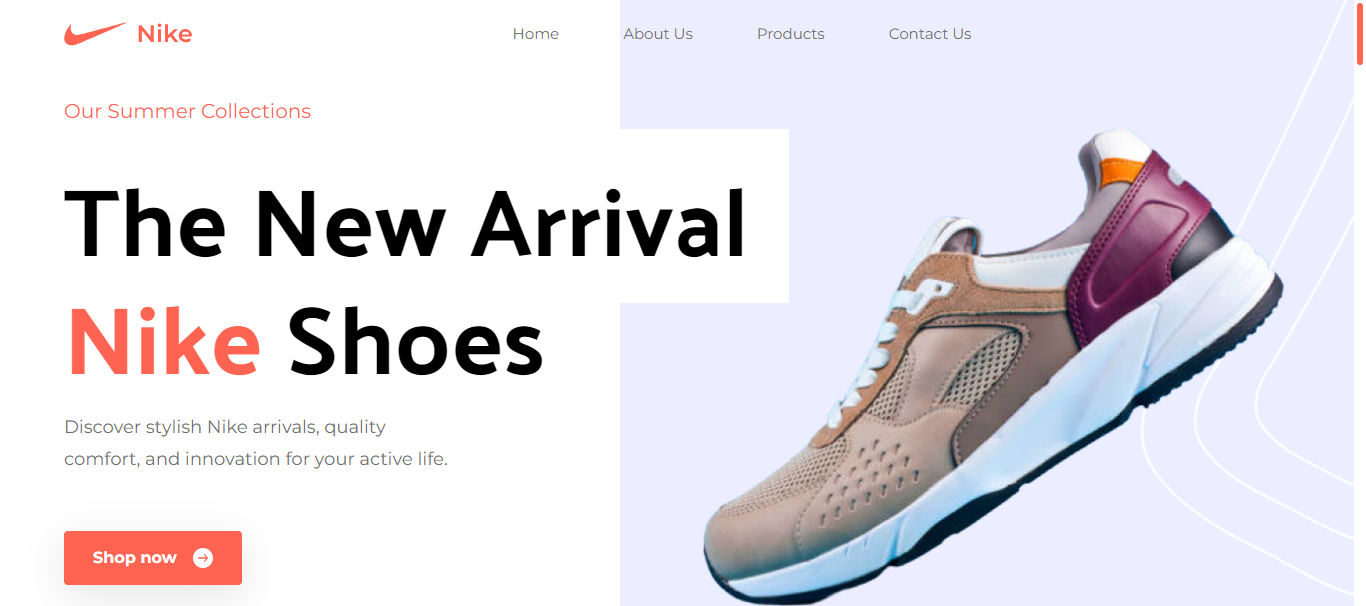 Nike
Home About Us Products Contact Us
Our Summer Collections
The New Arrival
Nike Shoes
Discover stylish Nike arrivals, quality
comfort, and innovation for your active life.
Shop now